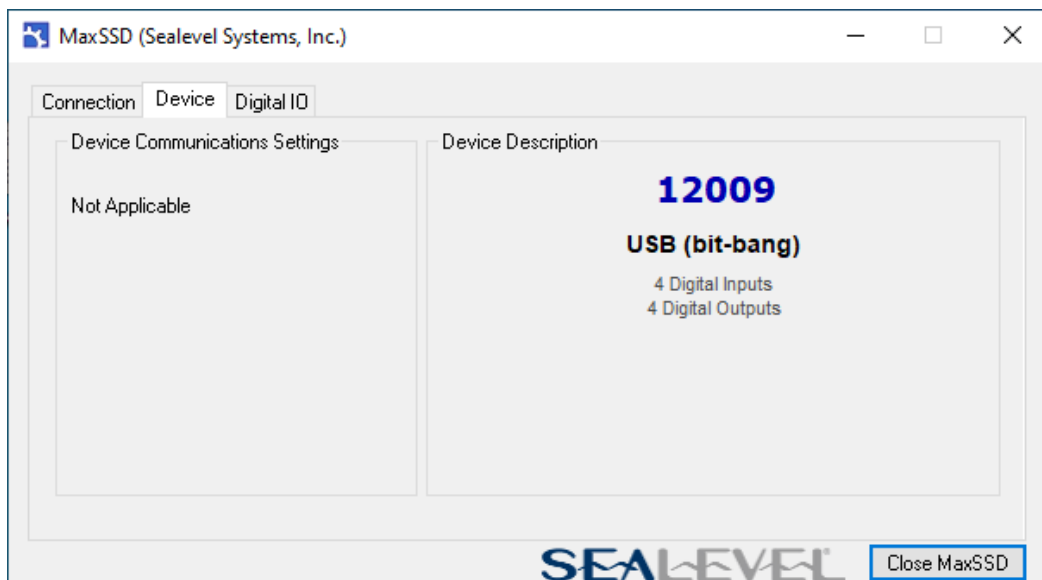 MaxSSD (Sealevel Systems, Inc.)
Connection Device Digital IO
Device Communications Settings
Not Applicable
Device Description
12009
USB (bit-bang)
4 Digital Inputs
4 Digital Outputs
SEALEVEL
Close MaxSSD